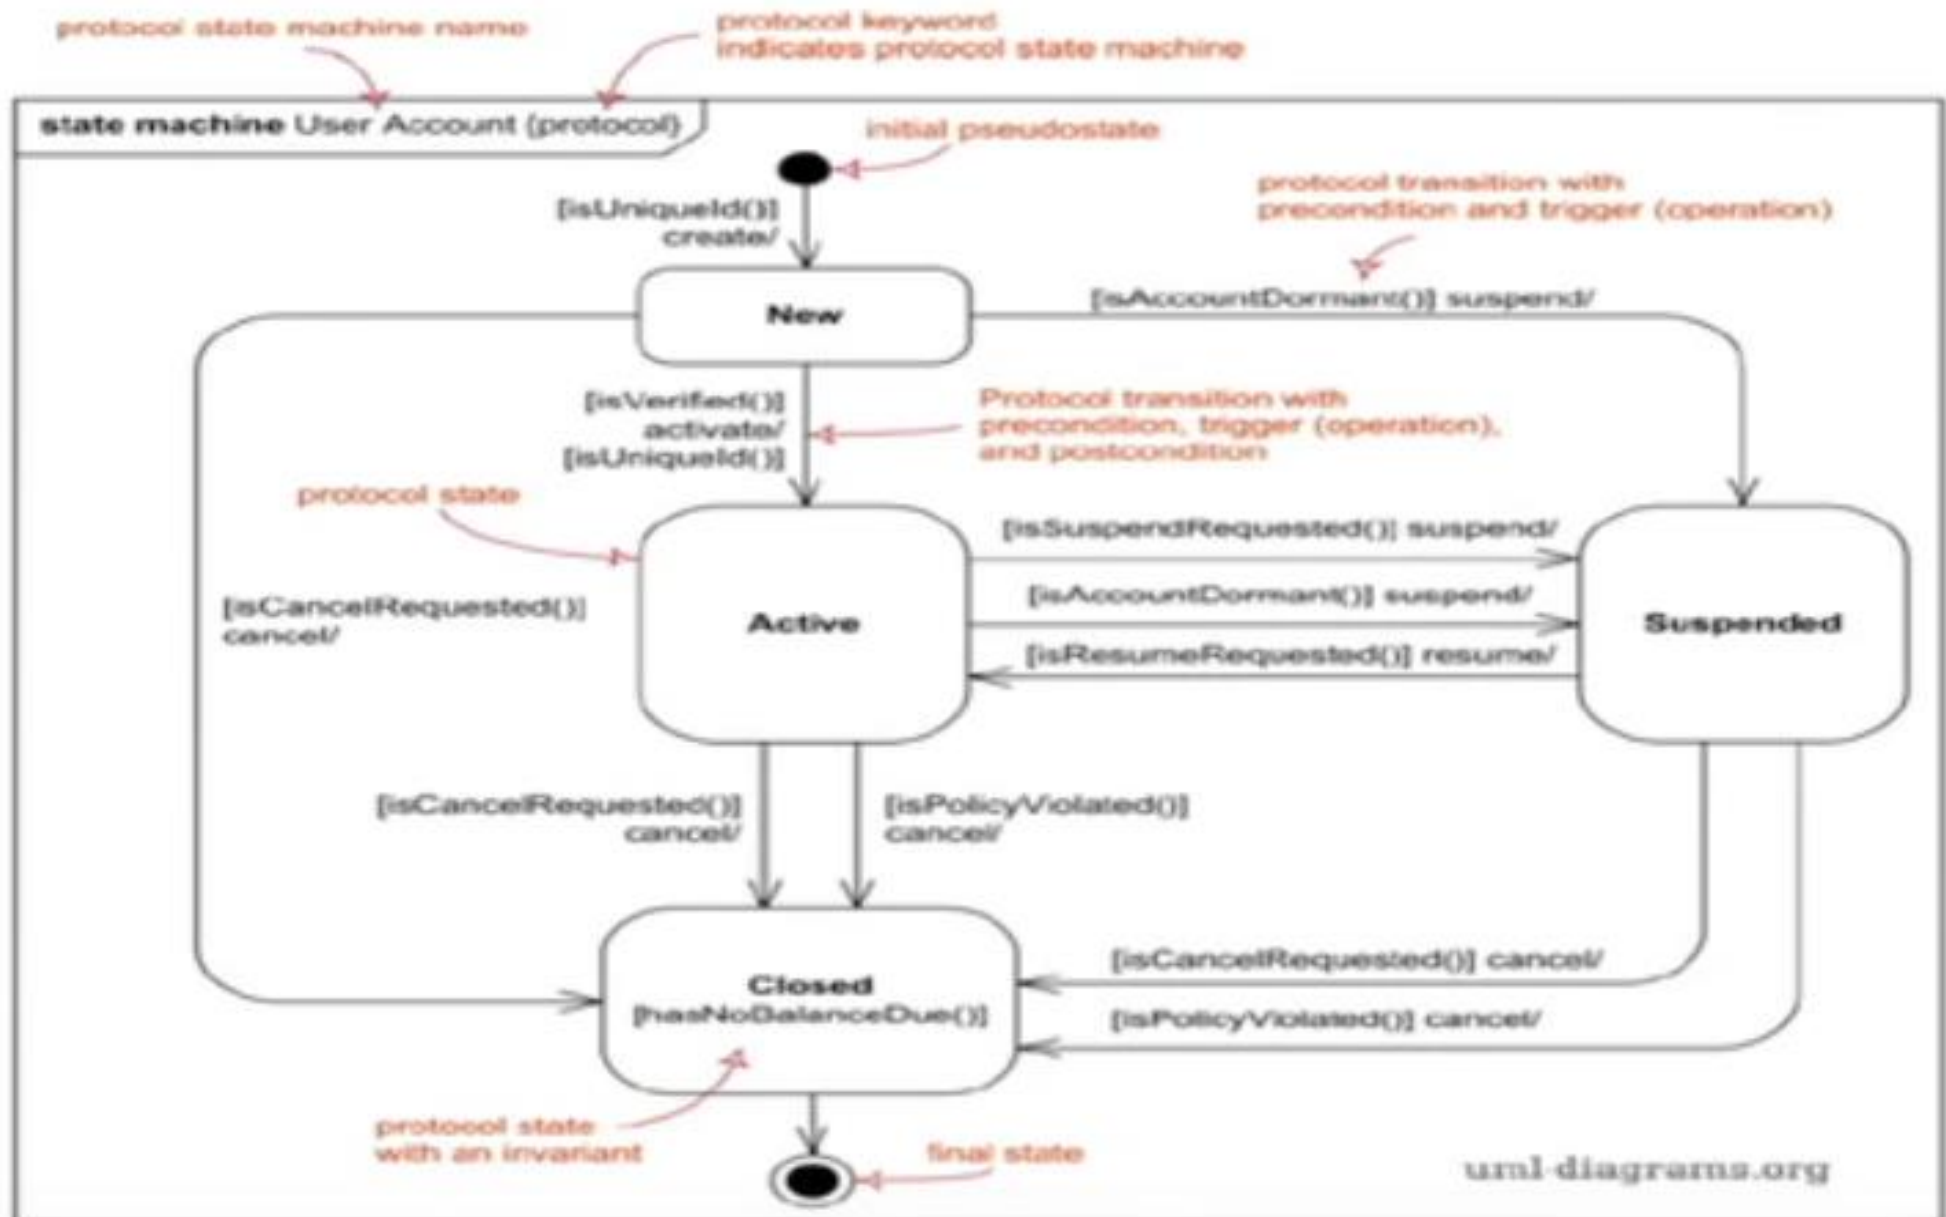 protocol state machine name
protocol keyword
indicates protocol state machine
state machine User Account {protocol}
initial pseudostate
[isUniqueId()]
create/
protocol transition with
precondition and trigger (operation)
New
[isAccountDormant()] suspend/
[isVerified()]
activate/
[isUniqueId()]
Protocol transition with
precondition, trigger (operation),
and postcondition
protocol state
[isSuspendRequested()] suspend/
[isAccountDormant()] suspend/
[isResumeRequested()] resume/
[isCancelRequested()]
cancel/
Active
Suspended
[isCancelRequested()]
cancel/
[isPolicyViolated()]
cancel/
Closed
[hasNoBalanceDue()]
[isCancelRequested()] cancel/
[isPolicyViolated()] cancel/
protocol state
with an invariant
final state
uml-diagrams.org